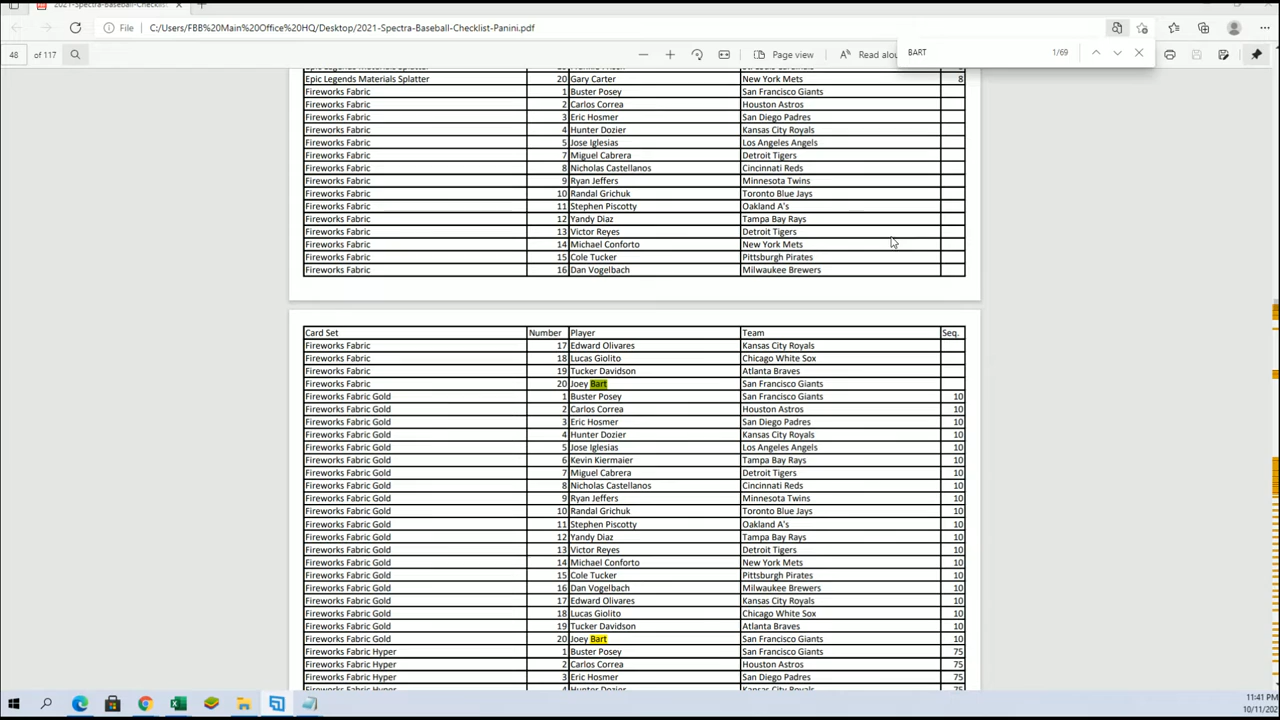 2021-Spectra-Baseball-Checklist
File C:/Users/FBB%20Main%20Office%20HQ/Desktop/2021-Spectra-Baseball-Checklist-Panini.pdf
48 of 117 Page view Read alou BART 1/69
Epic Legends Materials Splatter 20 Gary Carter New York Mets 8
Fireworks Fabric 1 Buster Posey San Francisco Giants
Fireworks Fabric 2 Carlos Correa Houston Astros
Fireworks Fabric 3 Eric Hosmer San Diego Padres
Fireworks Fabric 4 Hunter Dozier Kansas City Royals
Fireworks Fabric 5 Jose Iglesias Los Angeles Angels
Fireworks Fabric 7 Miguel Cabrera Detroit Tigers
Fireworks Fabric 8 Nicholas Castellanos Cincinnati Reds
Fireworks Fabric 9 Ryan Jeffers Minnesota Twins
Fireworks Fabric 10 Randal Grichuk Toronto Blue Jays
Fireworks Fabric 11 Stephen Piscotty Oakland A's
Fireworks Fabric 12 Yandy Diaz Tampa Bay Rays
Fireworks Fabric 13 Victor Reyes Detroit Tigers
Fireworks Fabric 14 Michael Conforto New York Mets
Fireworks Fabric 15 Cole Tucker Pittsburgh Pirates
Fireworks Fabric 16 Dan Vogelbach Milwaukee Brewers
Card Set Number Player Team Seq.
Fireworks Fabric 17 Edward Olivares Kansas City Royals
Fireworks Fabric 18 Lucas Giolito Chicago White Sox
Fireworks Fabric 19 Tucker Davidson Atlanta Braves
Fireworks Fabric 20 Joey Bart San Francisco Giants
Fireworks Fabric Gold 1 Buster Posey San Francisco Giants 10
Fireworks Fabric Gold 2 Carlos Correa Houston Astros 10
Fireworks Fabric Gold 3 Eric Hosmer San Diego Padres 10
Fireworks Fabric Gold 4 Hunter Dozier Kansas City Royals 10
Fireworks Fabric Gold 5 Jose Iglesias Los Angeles Angels 10
Fireworks Fabric Gold 6 Kevin Kiermaier Tampa Bay Rays 10
Fireworks Fabric Gold 7 Miguel Cabrera Detroit Tigers 10
Fireworks Fabric Gold 8 Nicholas Castellanos Cincinnati Reds 10
Fireworks Fabric Gold 9 Ryan Jeffers Minnesota Twins 10
Fireworks Fabric Gold 10 Randal Grichuk Toronto Blue Jays 10
Fireworks Fabric Gold 11 Stephen Piscotty Oakland A's 10
Fireworks Fabric Gold 12 Yandy Diaz Tampa Bay Rays 10
Fireworks Fabric Gold 13 Victor Reyes Detroit Tigers 10
Fireworks Fabric Gold 14 Michael Conforto New York Mets 10
Fireworks Fabric Gold 15 Cole Tucker Pittsburgh Pirates 10
Fireworks Fabric Gold 16 Dan Vogelbach Milwaukee Brewers 10
Fireworks Fabric Gold 17 Edward Olivares Kansas City Royals 10
Fireworks Fabric Gold 18 Lucas Giolito Chicago White Sox 10
Fireworks Fabric Gold 19 Tucker Davidson Atlanta Braves 10
Fireworks Fabric Gold 20 Joey Bart San Francisco Giants 10
Fireworks Fabric Hyper 1 Buster Posey San Francisco Giants 75
Fireworks Fabric Hyper 2 Carlos Correa Houston Astros 75
Fireworks Fabric Hyper 3 Eric Hosmer San Diego Padres 75
Fireworks Fabric Hyper 4 Hunter Dozier Kansas City Royals 75
11:41 PM
10/11/202